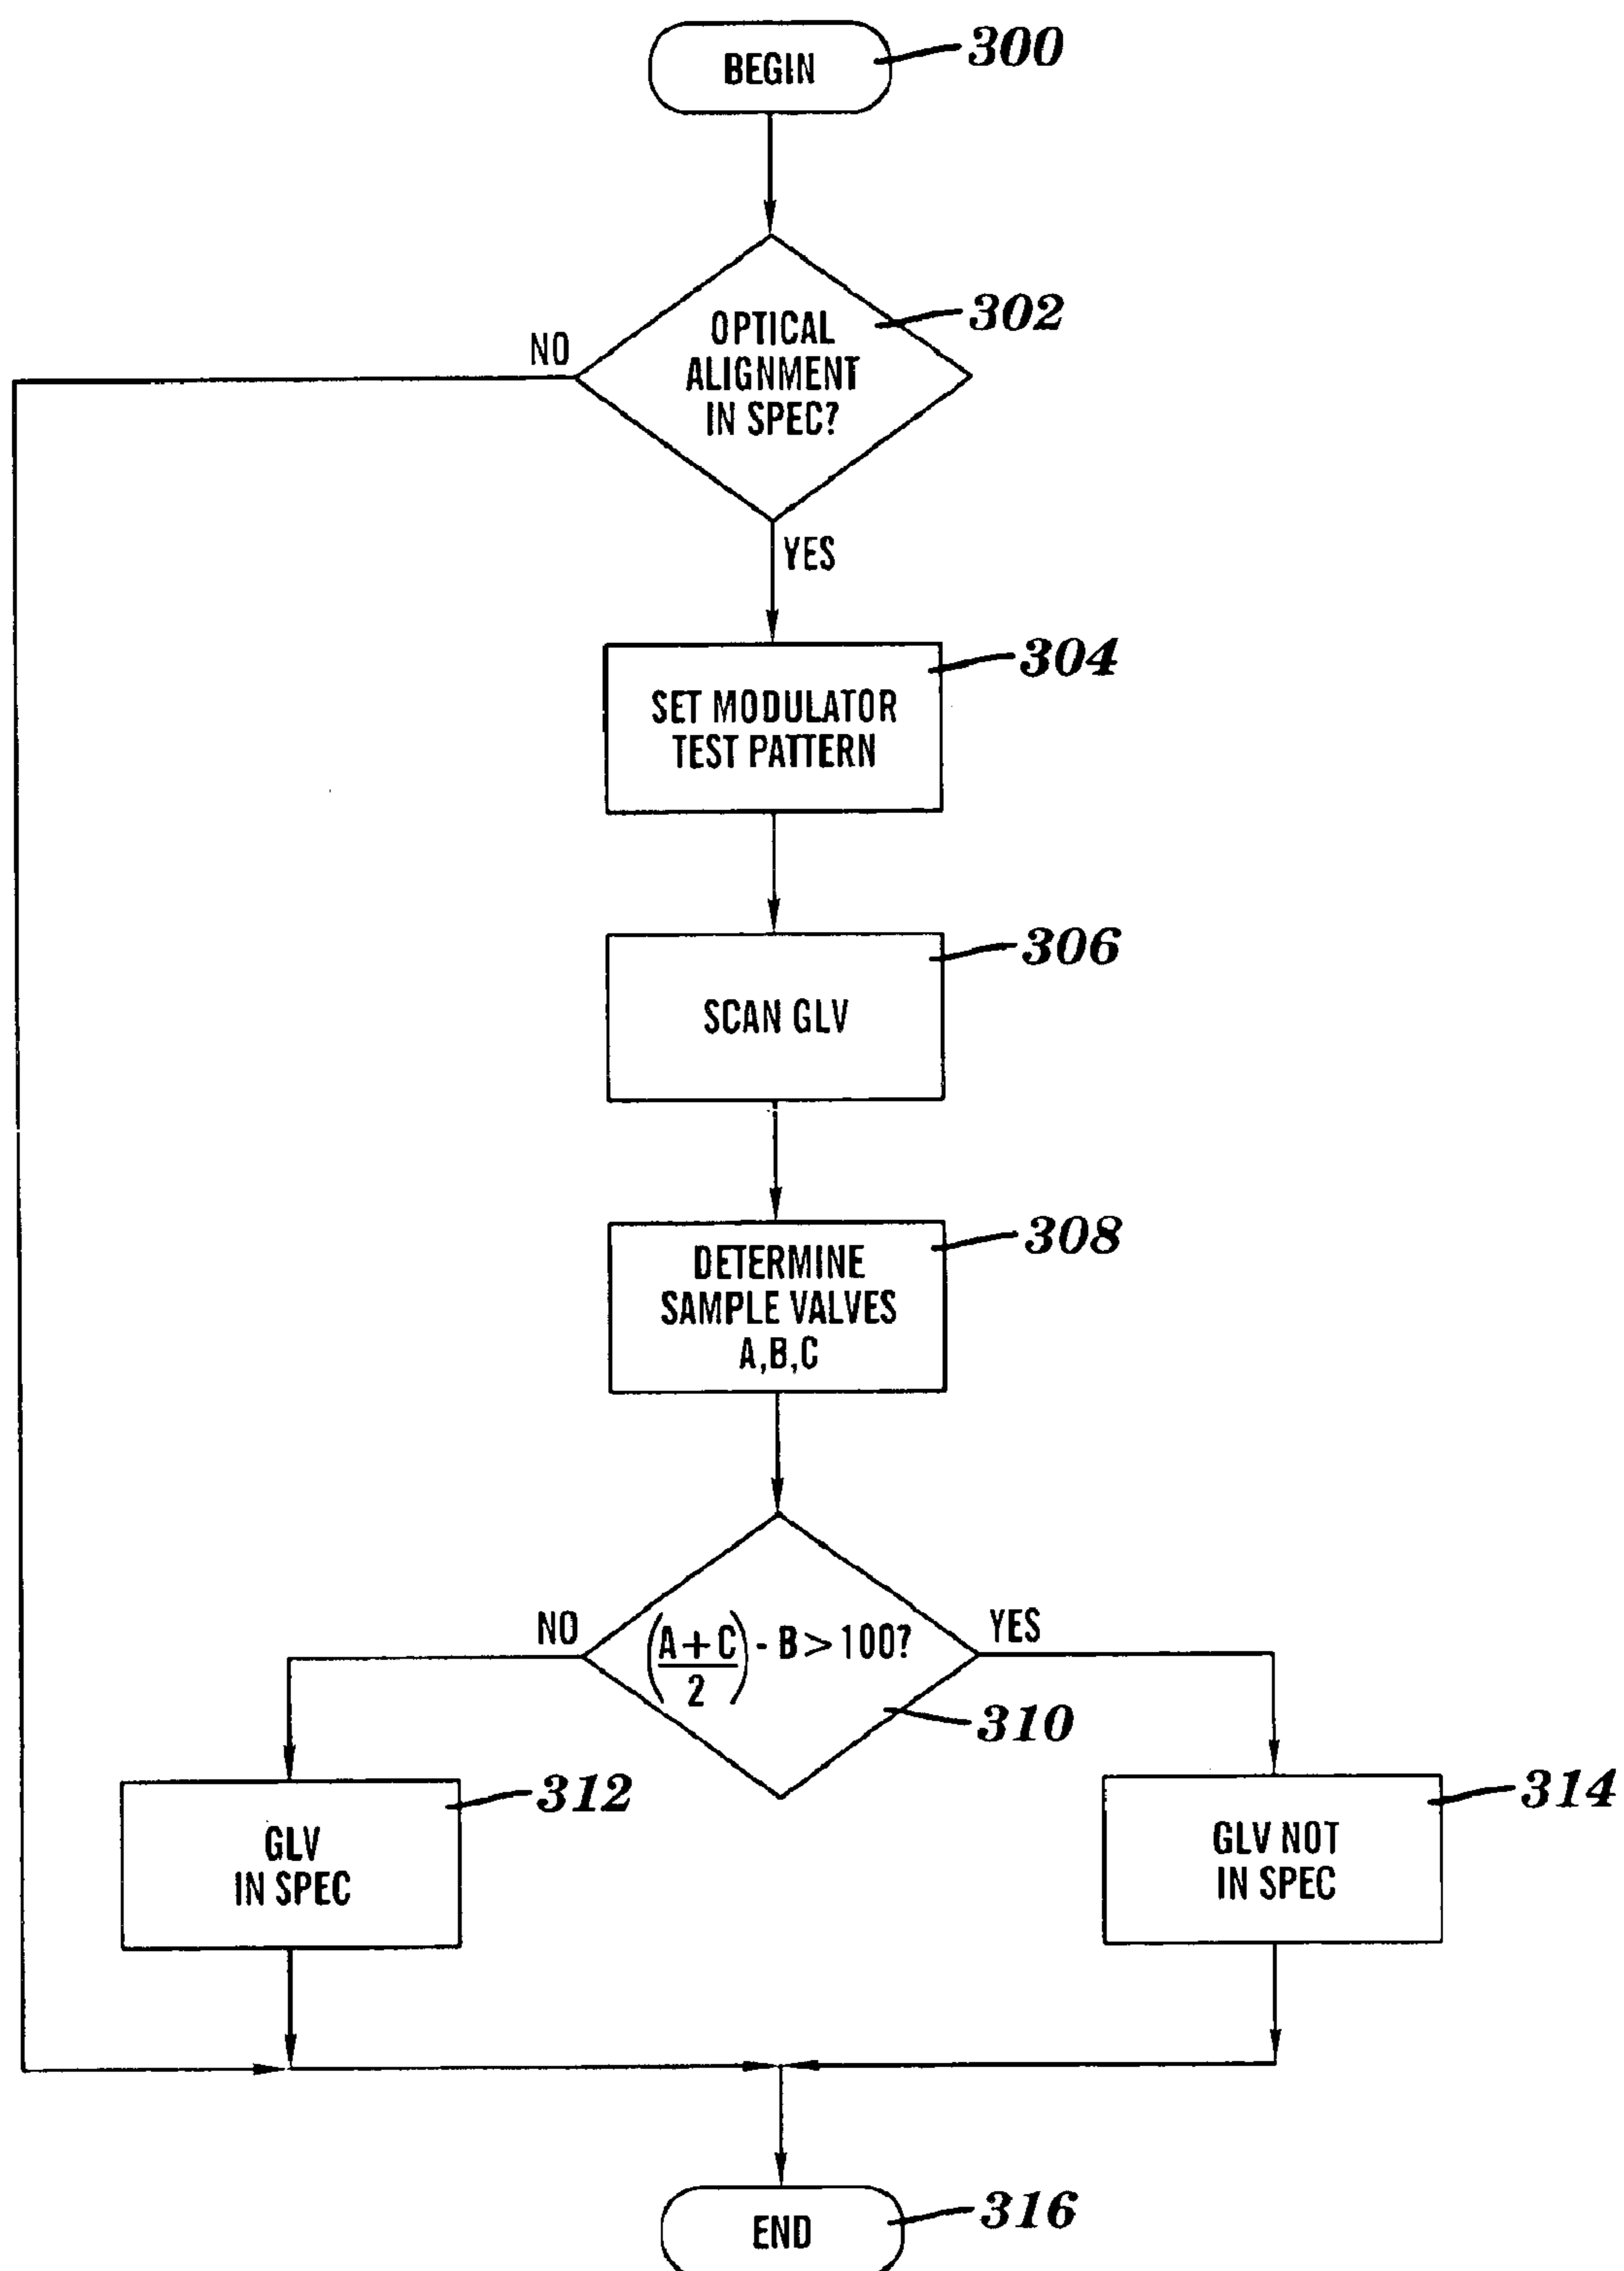 BEGIN
300
OPTICAL
ALIGNMENT
IN SPEC?
302
NO
YES
SET MODULATOR
TEST PATTERN
304
SCAN GLV
306
DETERMINE
SAMPLE VALVES
A,B,C
308
NO
(A+C/2) - B > 100?
YES
310
GLV
IN SPEC
312
GLV NOT
IN SPEC
314
END
316